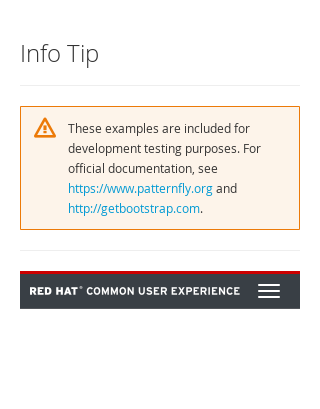 Info Tip
These examples are included for
development testing purposes. For
official documentation, see
https://www.patternfly.org and
http://getbootstrap.com.
RED HAT® COMMON USER EXPERIENCE